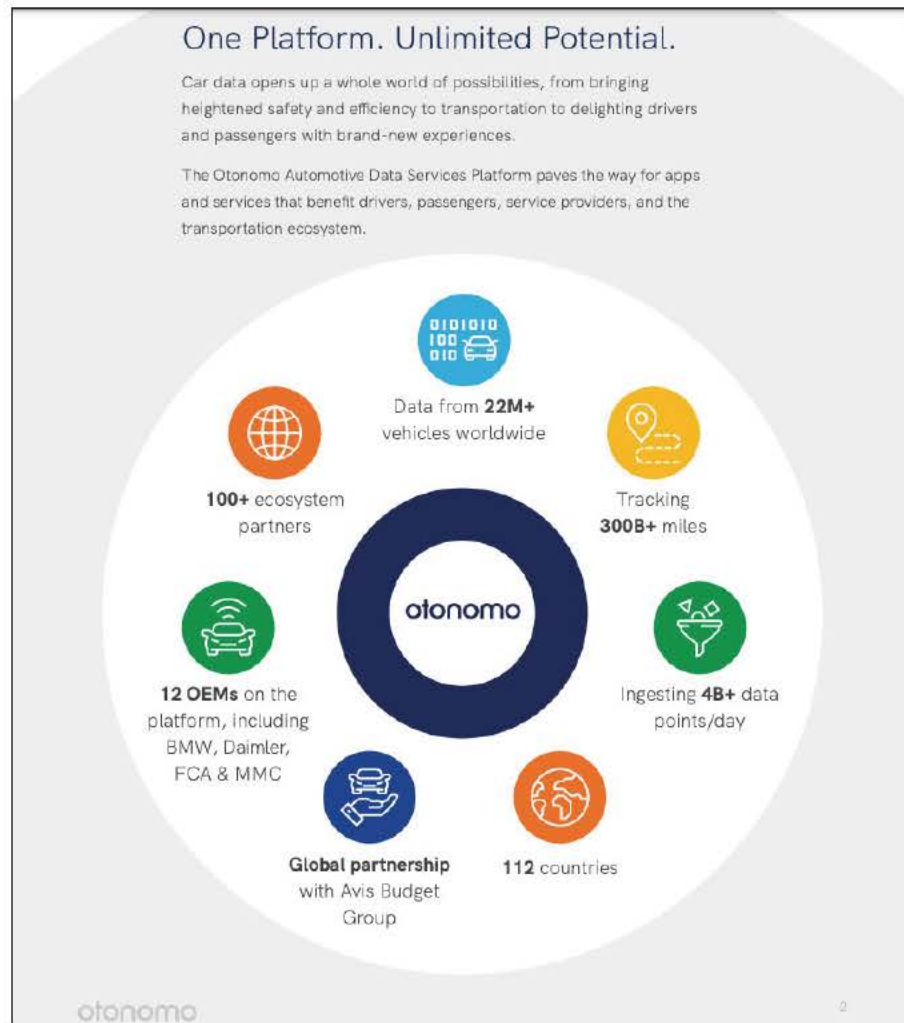 One Platform. Unlimited Potential.
Car data opens up a whole world of possibilities, from bringing
heightened safety and efficiency to transportation to delighting drivers
and passengers with brand-new experiences.
The Otonomo Automotive Data Services Platform paves the way for apps
and services that benefit drivers, passengers, service providers, and the
transportation ecosystem.
0101010
100
010
Data from 22M+
vehicles worldwide
100+ ecosystem
partners
Tracking
300B+ miles
otonomo
12 OEMs on the
platform, including
BMW, Daimler,
FCA & MMC
Ingesting 4B+ data
points/day
Global partnership
with Avis Budget
Group
112 countries
otonomo
2